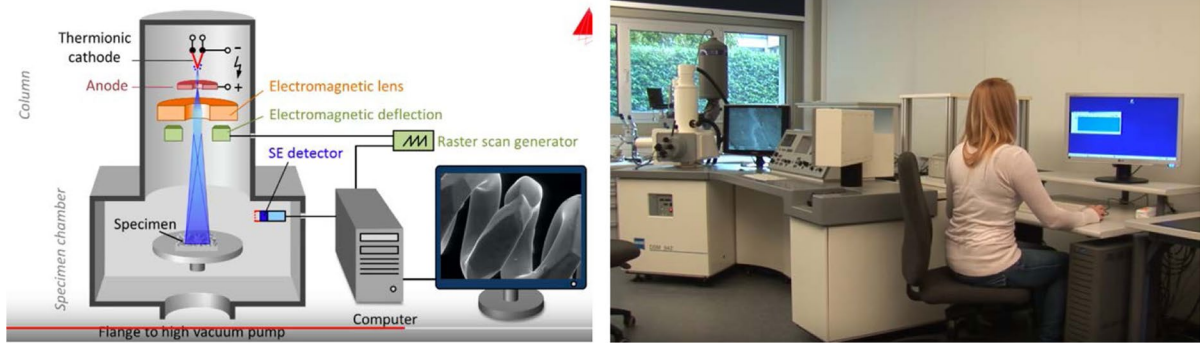 Thermionic
cathode
Column
Anode
Electromagnetic lens
Electromagnetic deflection
Raster scan generator
SE detector
Specimen chamber
Specimen
Computer
Flange to high vacuum pump